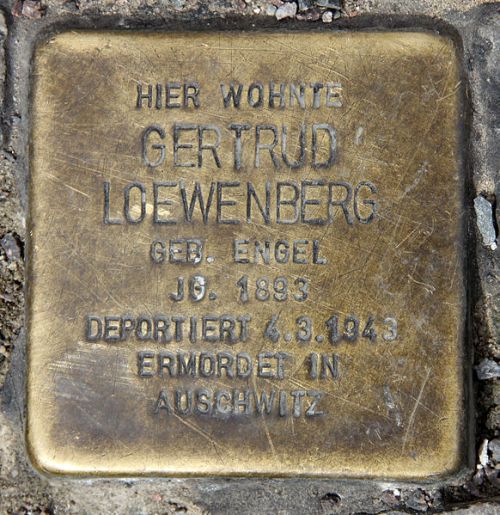 HIER WOHNTE
GERTRUD
LOEWENBERG
GEB. ENGEL
JG. 1893
DEPORTIERT 4.3.1943
ERMORDET IN
AUSCHWITZ